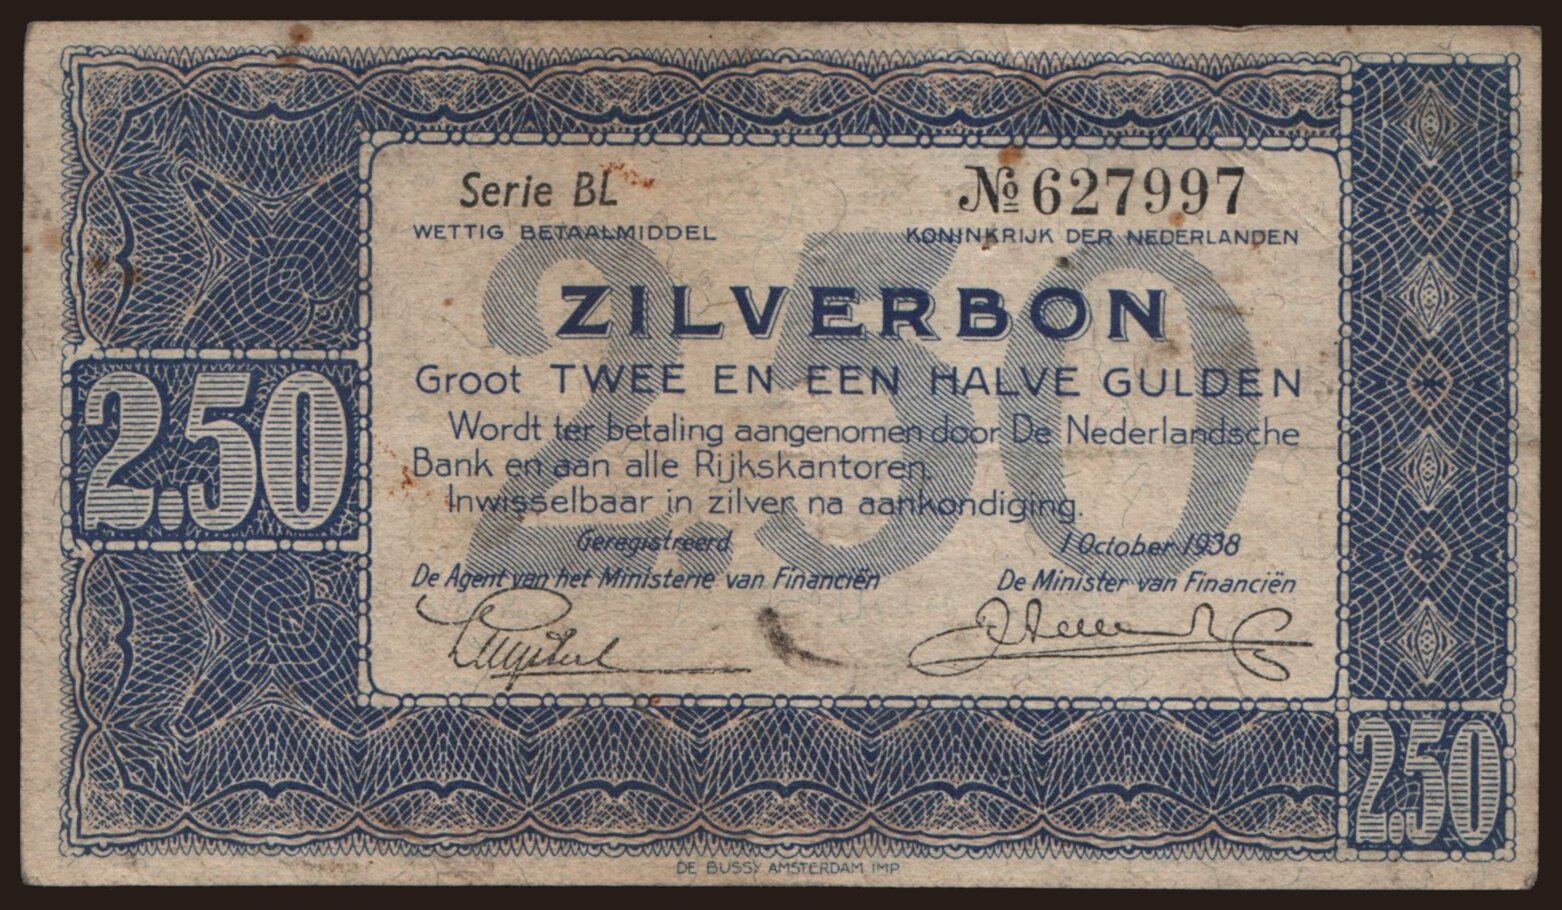 Serie BL
№ 627997
WETTIG BETAALMIDDEL
KONINKRIJK DER NEDERLANDEN
2.50
ZILVERBON
Groot TWEE EN EEN HALVE GULDEN
Wordt ter betaling aangenomen door De Nederlandsche
Bank en aan alle Rijkskantoren.
Inwisselbaar in zilver na aankondiging.
2.50
Geregistreerd
1 October 1938
De Agent van het Ministerie van Financiën
De Minister van Financiën
2.50
DE BUSSY AMSTERDAM IMP.